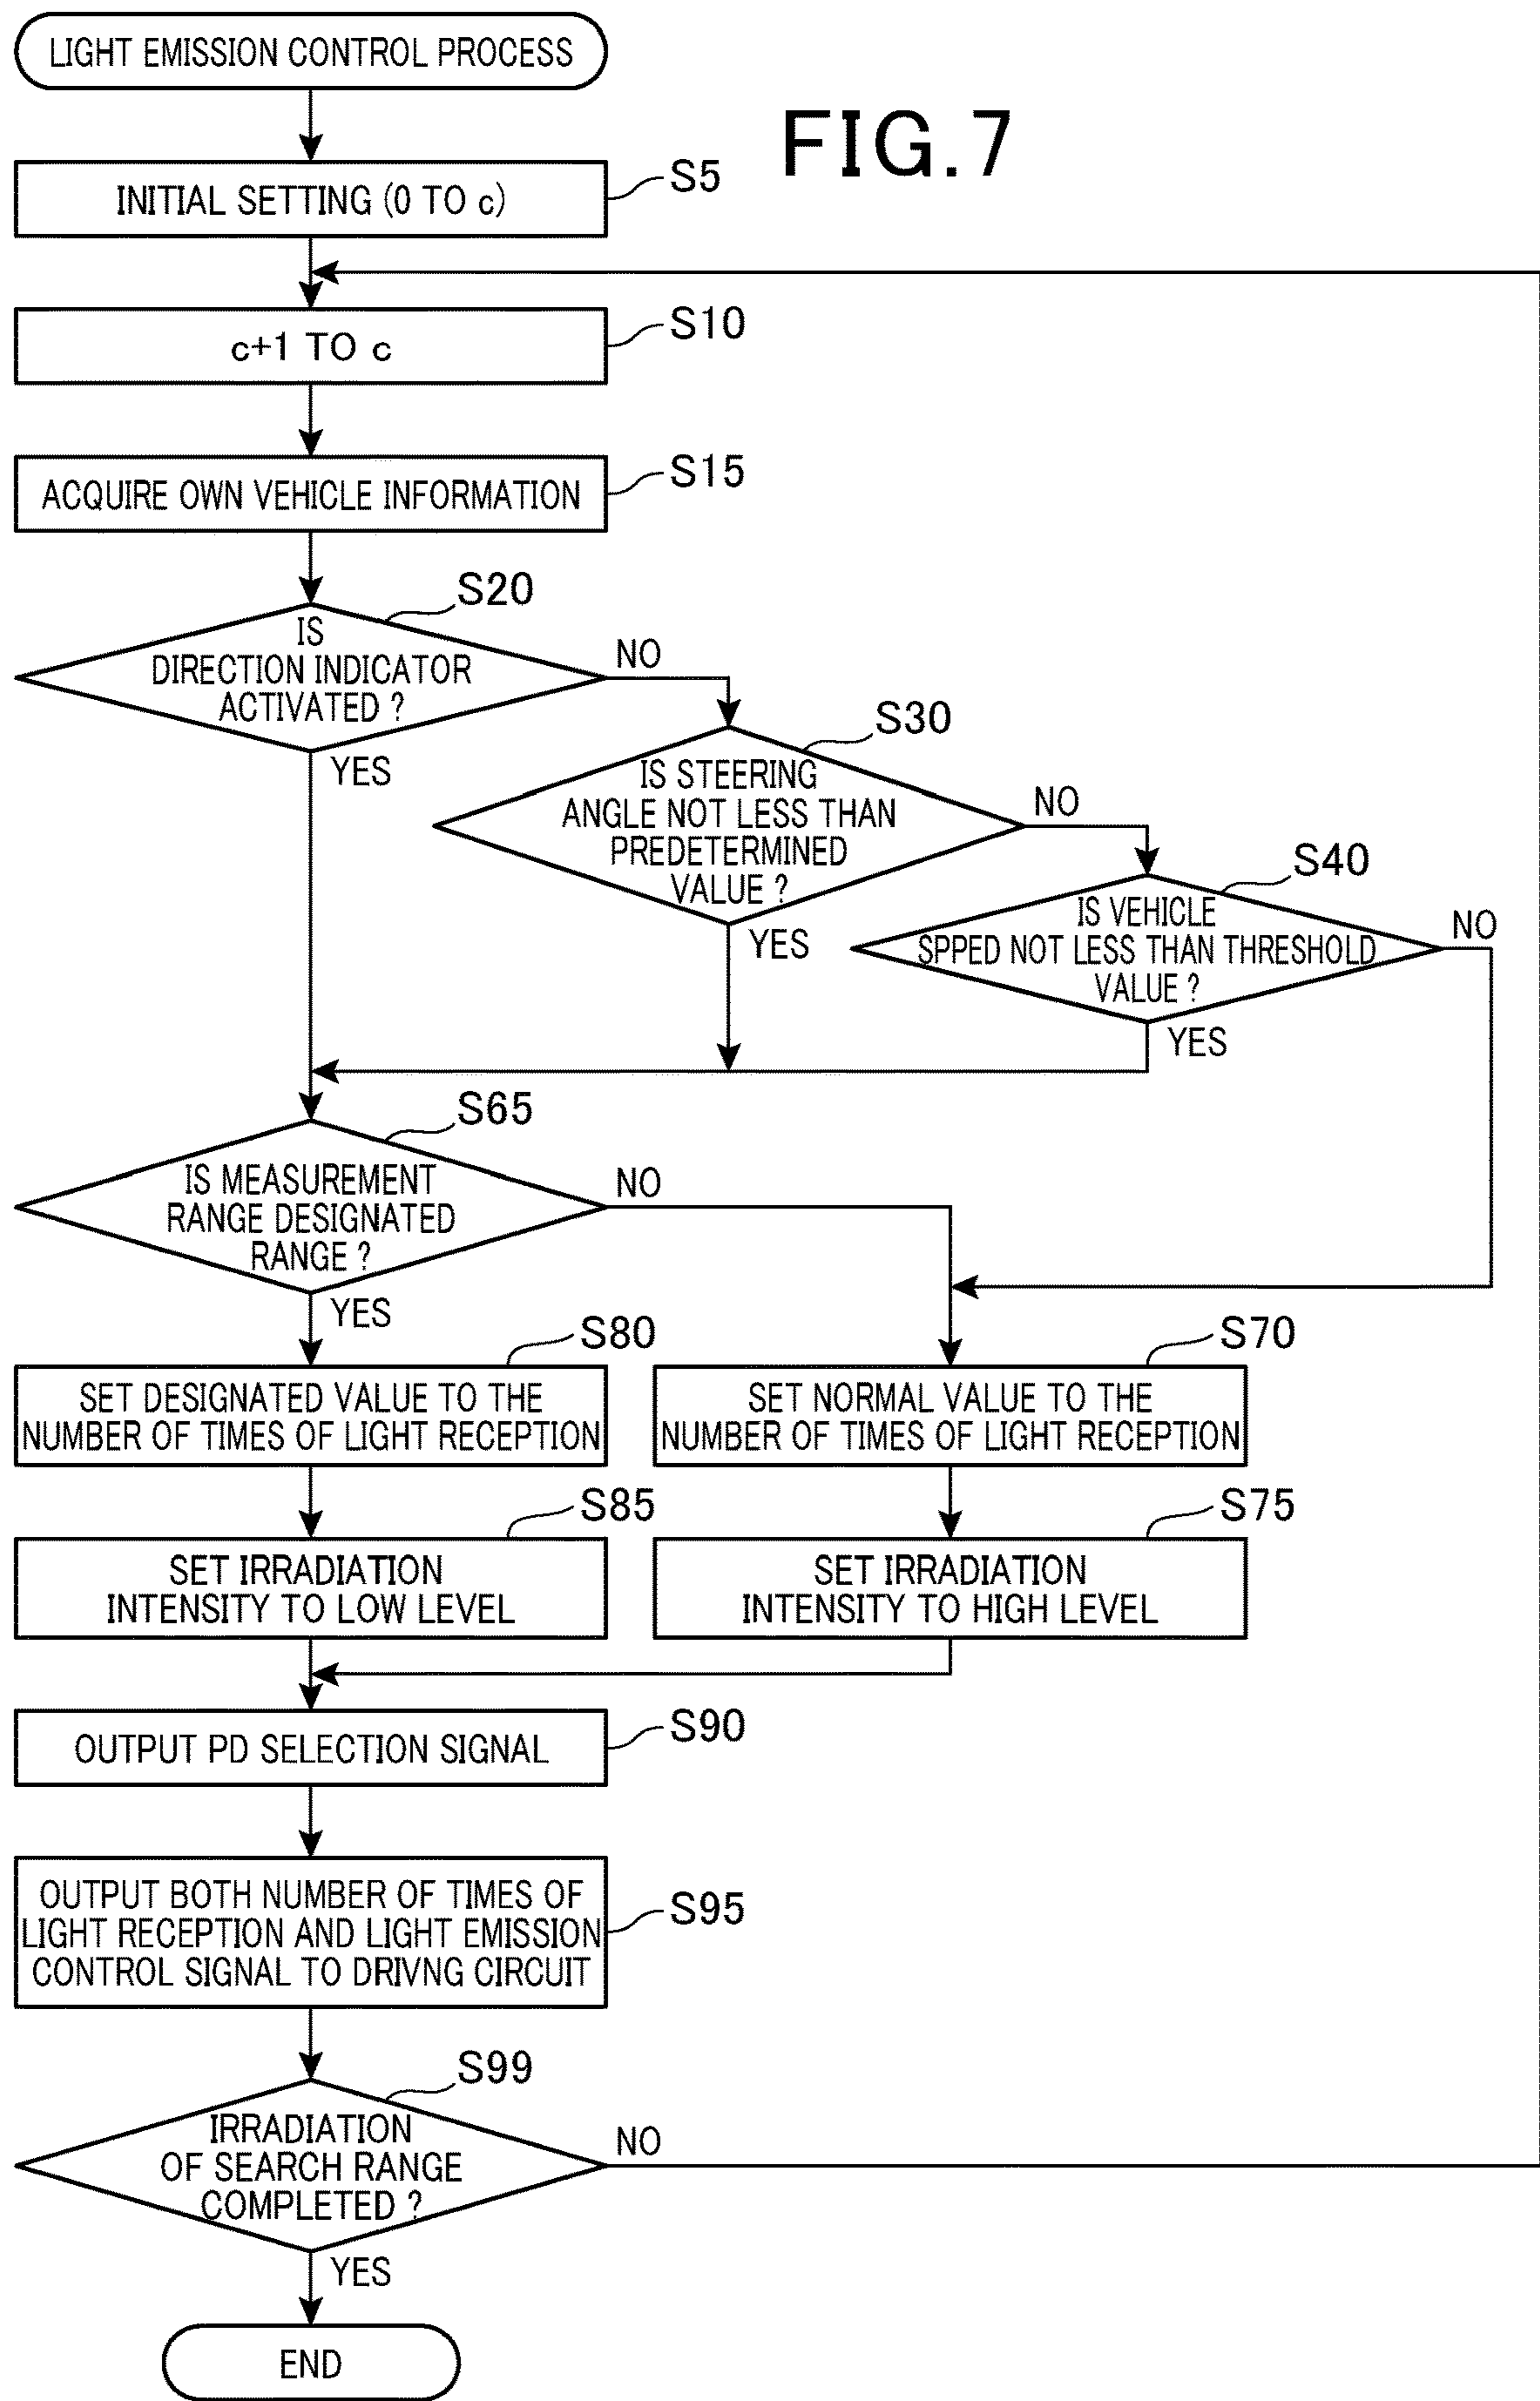 LIGHT EMISSION CONTROL PROCESS
FIG.7
INITIAL SETTING (0 TO c)
S5
c+1 TO c
S10
ACQUIRE OWN VEHICLE INFORMATION
S15
S20
IS
DIRECTION INDICATOR
ACTIVATED ?
NO
YES
S30
IS STEERING
ANGLE NOT LESS THAN
PREDETERMINED
VALUE ?
NO
YES
S40
IS VEHICLE
SPPED NOT LESS THAN THRESHOLD
VALUE ?
NO
YES
S65
IS MEASUREMENT
RANGE DESIGNATED
RANGE ?
NO
YES
S80
SET DESIGNATED VALUE TO THE
NUMBER OF TIMES OF LIGHT RECEPTION
S70
SET NORMAL VALUE TO THE
NUMBER OF TIMES OF LIGHT RECEPTION
S85
SET IRRADIATION
INTENSITY TO LOW LEVEL
S75
SET IRRADIATION
INTENSITY TO HIGH LEVEL
OUTPUT PD SELECTION SIGNAL
S90
OUTPUT BOTH NUMBER OF TIMES OF
LIGHT RECEPTION AND LIGHT EMISSION
CONTROL SIGNAL TO DRIVNG CIRCUIT
S95
S99
IRRADIATION
OF SEARCH RANGE
COMPLETED ?
NO
YES
END